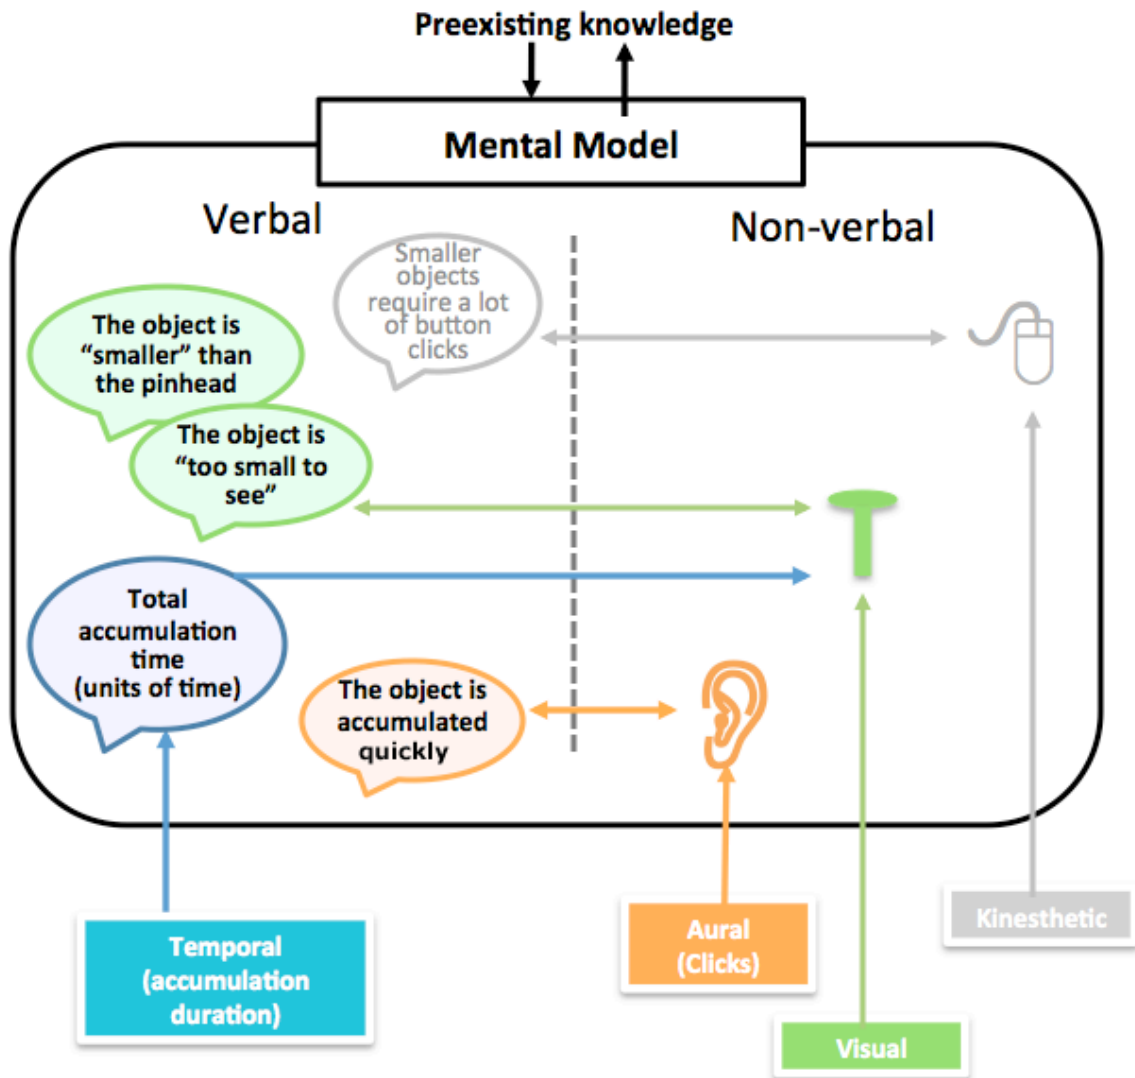 Preexisting knowledge
Mental Model
Verbal
Non-verbal
Smaller
objects
require a lot
of button
clicks
The object is
“smaller” than
the pinhead
The object is
“too small to
see”
Total
accumulation
time
(units of time)
The object is
accumulated
quickly
Temporal
(accumulation
duration)
Aural
(Clicks)
Kinesthetic
Visual